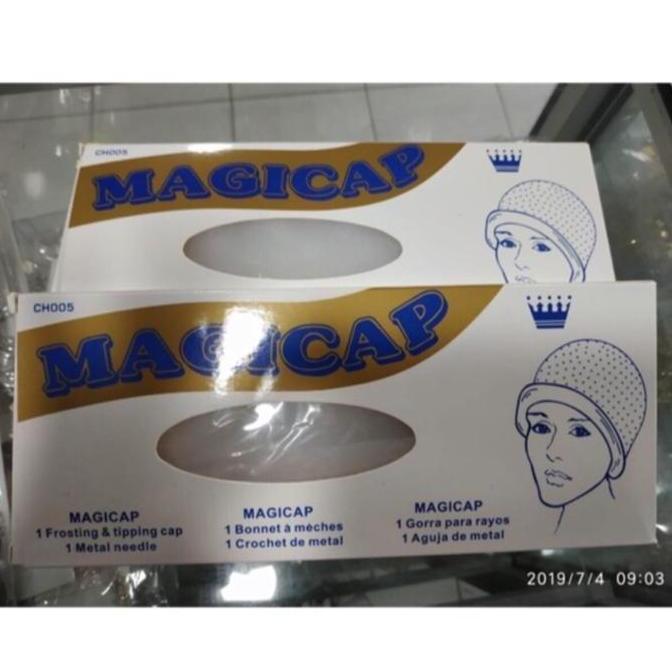 CH005
MAGICAP
CH005
MAGICAP
MAGICAP
1 Frosting & tipping cap
1 Metal needle
MAGICAP
1 Bonnet à mèches
1 Crochet de metal
MAGICAP
1 Gorra para rayos
1 Aguja de metal
2019/7/4 09:03